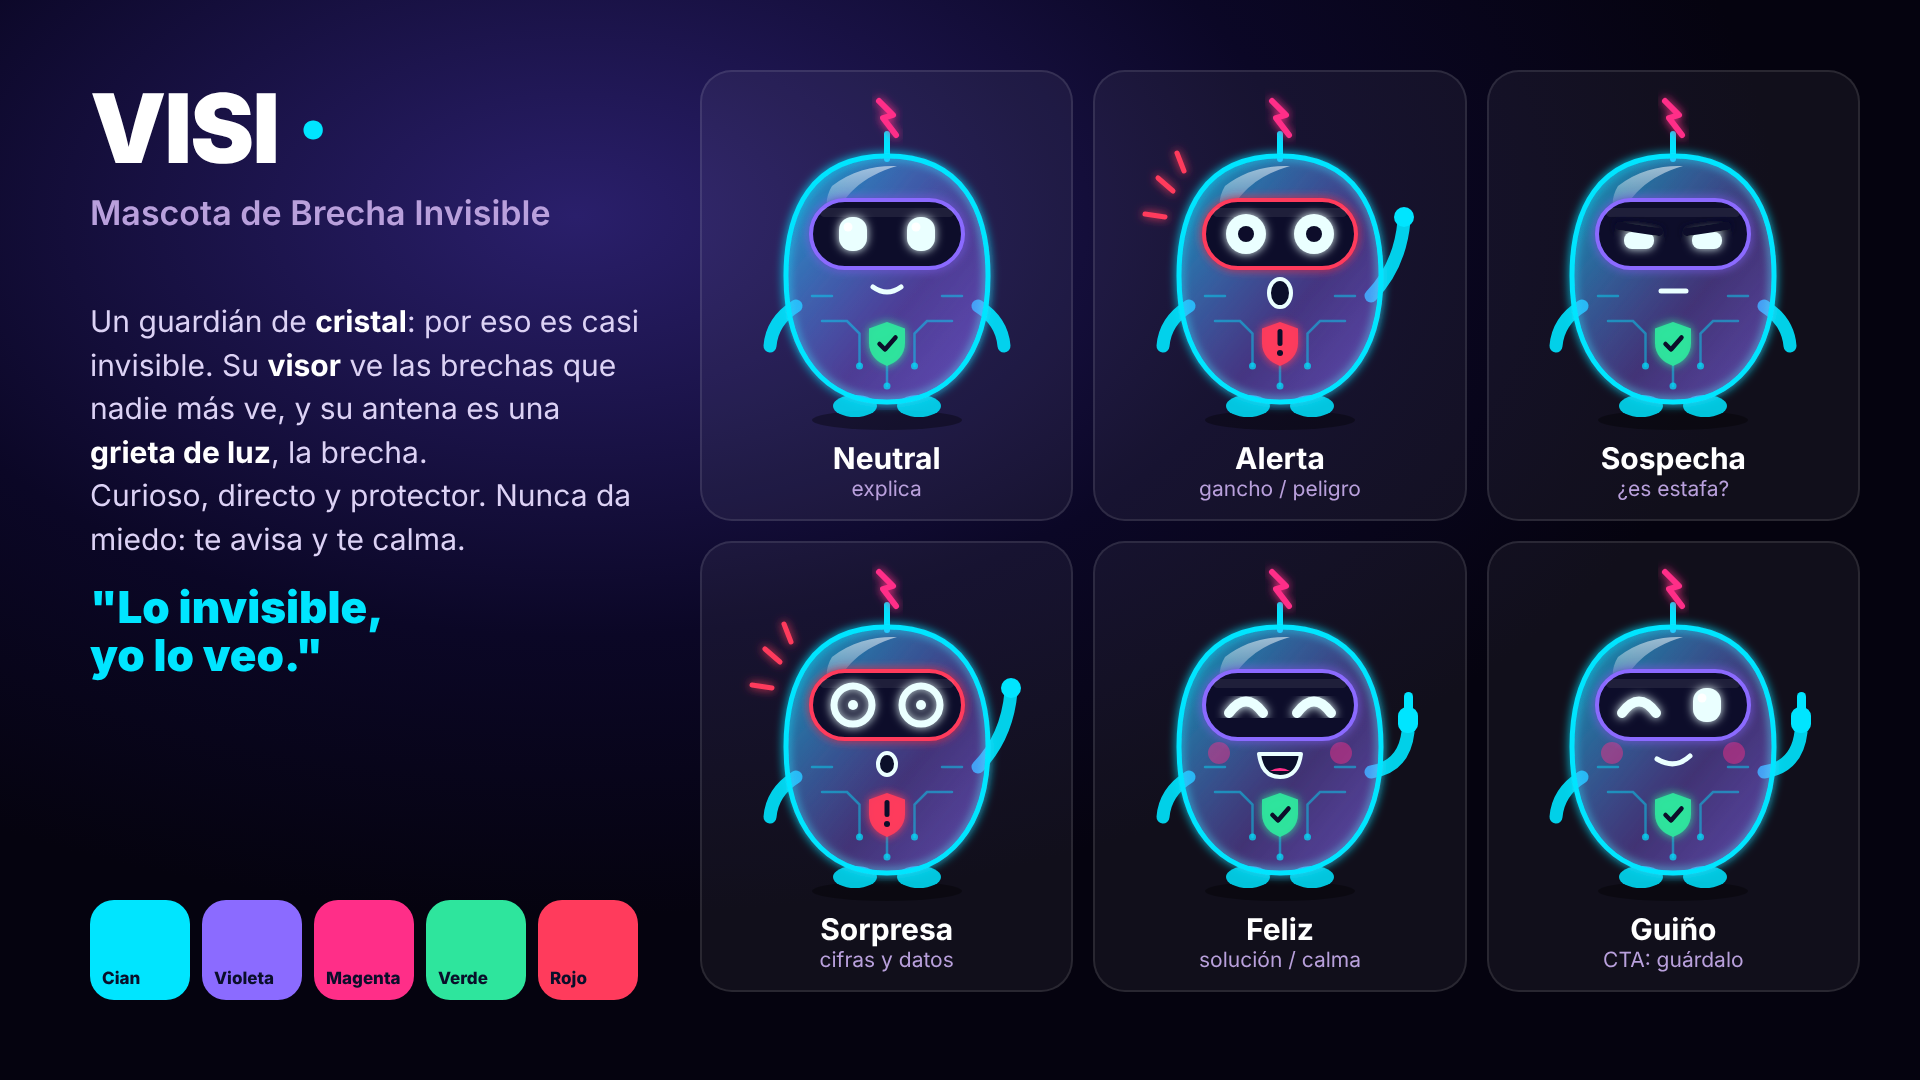 VISI
Mascota de Brecha Invisible
Un guardián de cristal: por eso es casi
invisible. Su visor ve las brechas que
nadie más ve, y su antena es una
grieta de luz, la brecha.
Curioso, directo y protector. Nunca da
miedo: te avisa y te calma.
"Lo invisible,
yo lo veo."
Cian
Violeta
Magenta
Verde
Rojo
Neutral
explica
Alerta
gancho / peligro
Sospecha
¿es estafa?
Sorpresa
cifras y datos
Feliz
solución / calma
Guiño
CTA: guárdalo